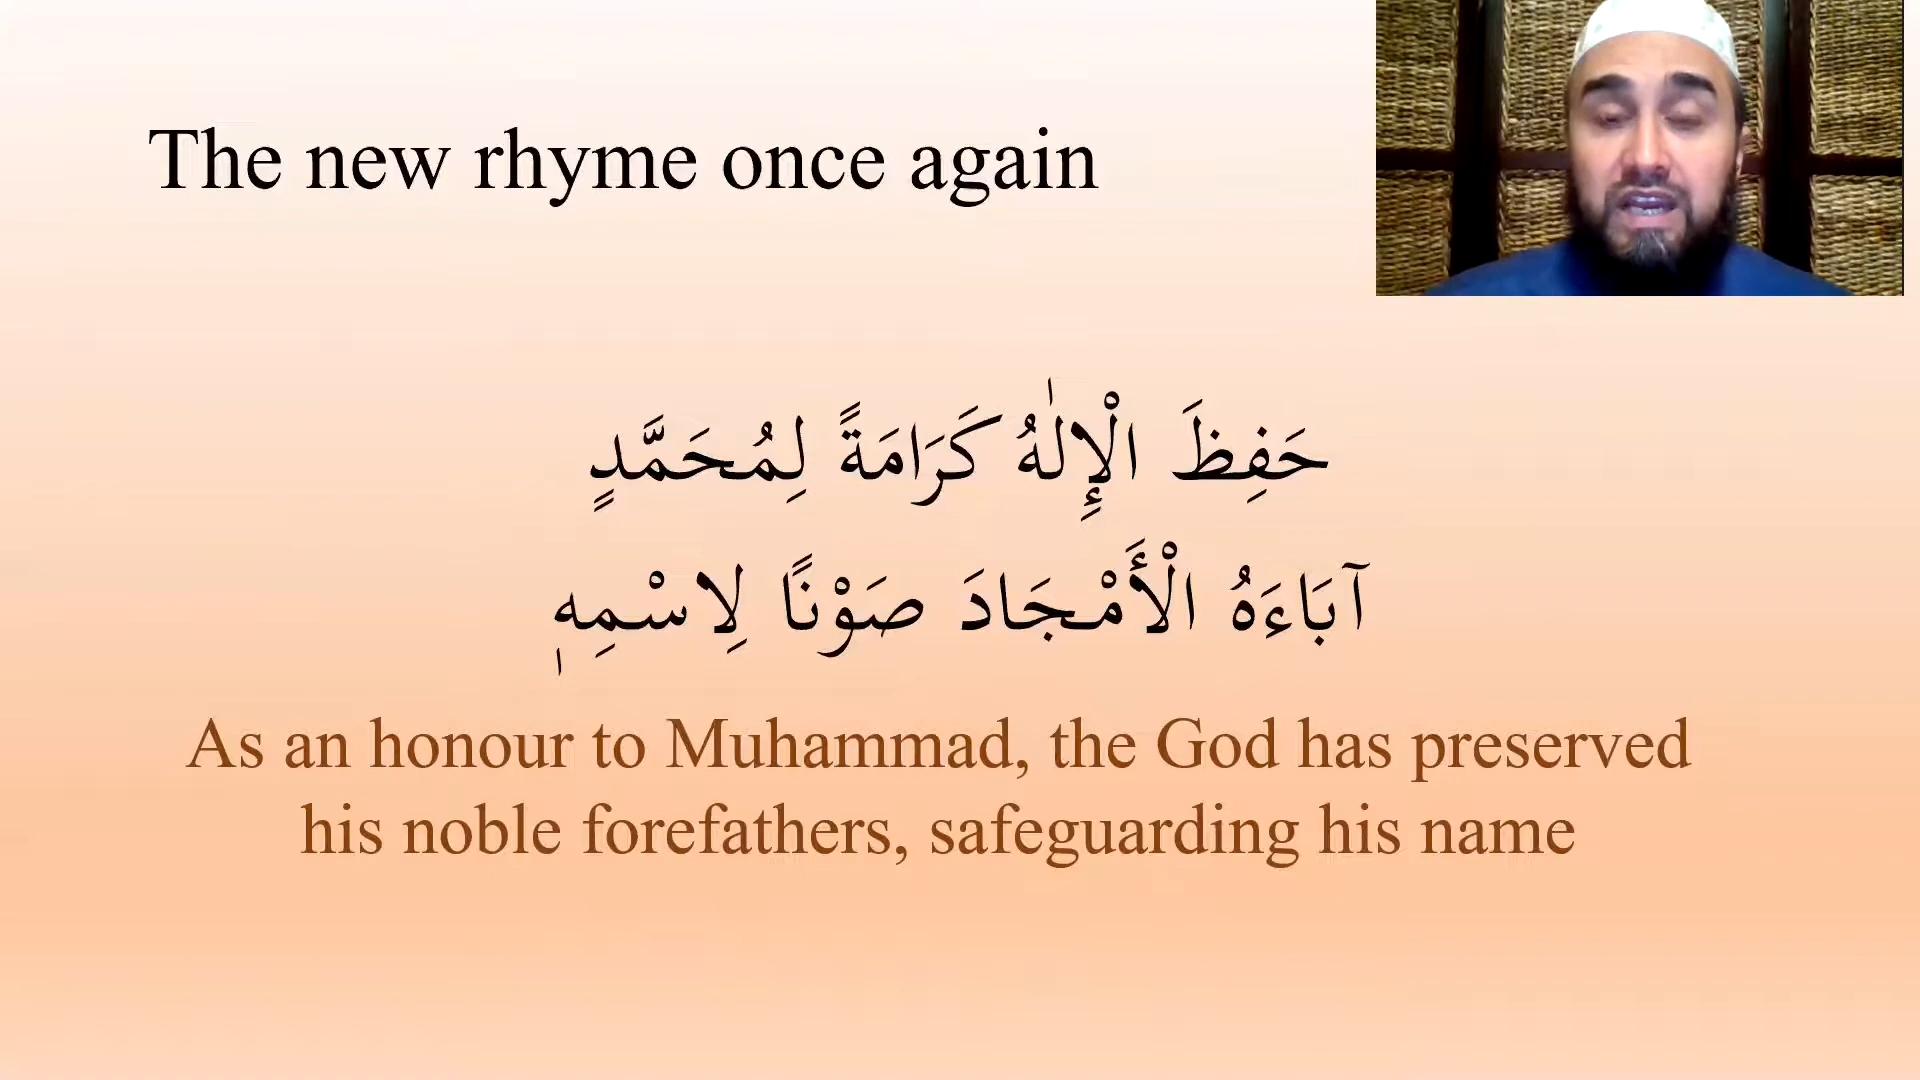 The new rhyme once again
حَفِظَ الْإِلٰهُ كَرَامَةً لِمُحَمَّدٍ
آبَاءَهُ الْأَمْجَادَ صَوْنًا لِاسْمِهٖ
As an honour to Muhammad, the God has preserved
his noble forefathers, safeguarding his name